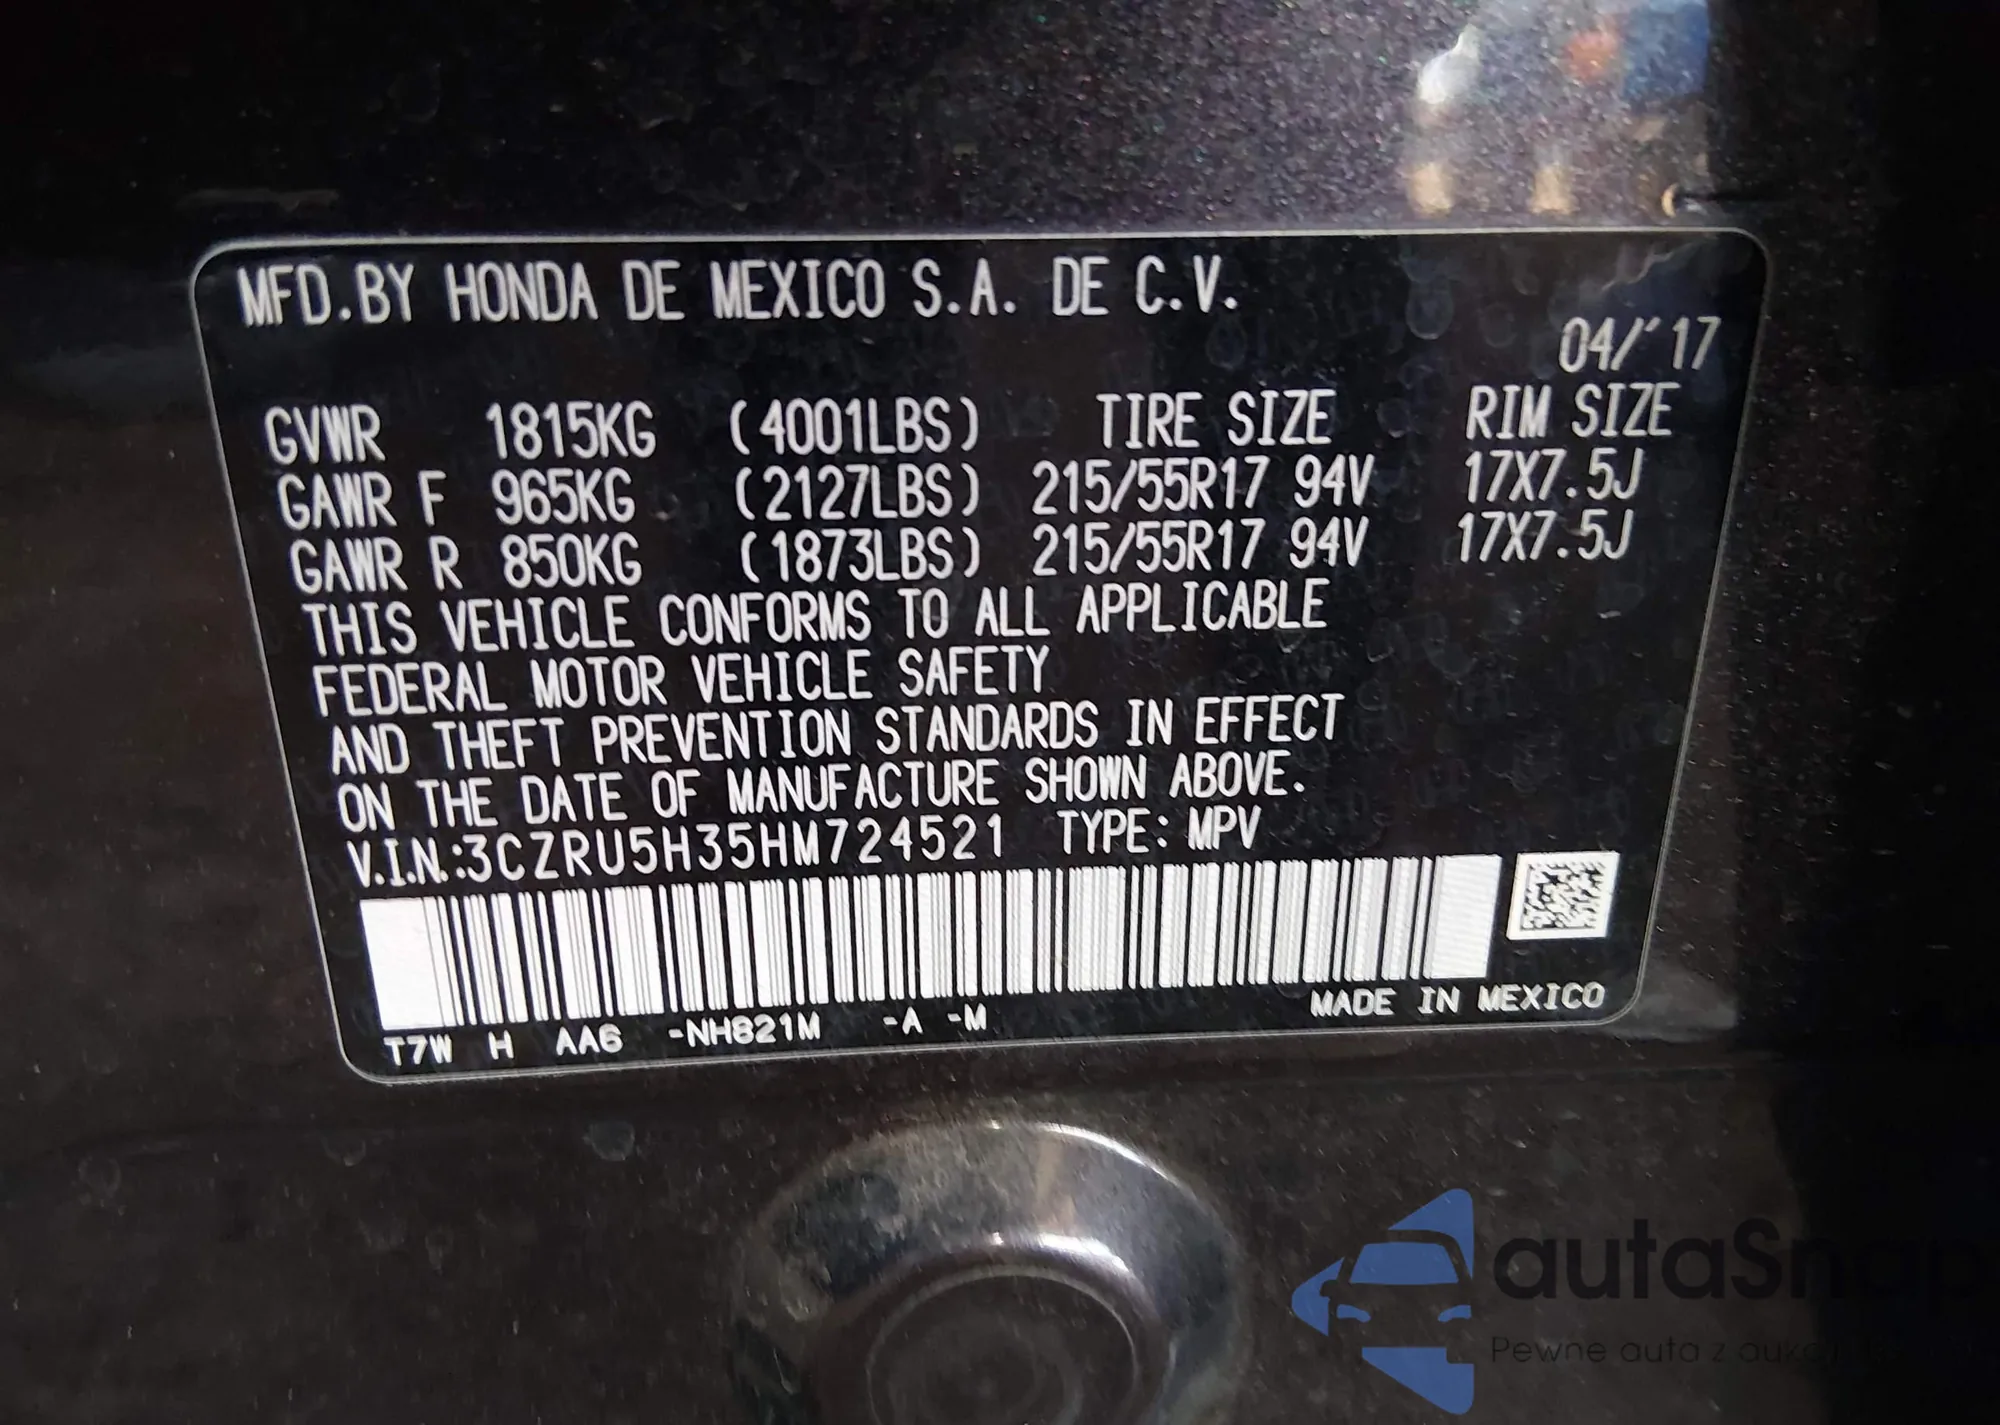 MFD.BY HONDA DE MEXICO S.A. DE C.V.
04/'17
GVWR 1815KG (4001LBS) TIRE SIZE RIM SIZE
GAWR F 965KG (2127LBS) 215/55R17 94V 17X7.5J
GAWR R 850KG (1873LBS) 215/55R17 94V 17X7.5J
THIS VEHICLE CONFORMS TO ALL APPLICABLE
FEDERAL MOTOR VEHICLE SAFETY
AND THEFT PREVENTION STANDARDS IN EFFECT
ON THE DATE OF MANUFACTURE SHOWN ABOVE.
V.I.N.:3CZRU5H35HM724521 TYPE: MPV
MADE IN MEXICO
T7W H AA6 -NH821M -A -M
autaSnap
Pewne auta z